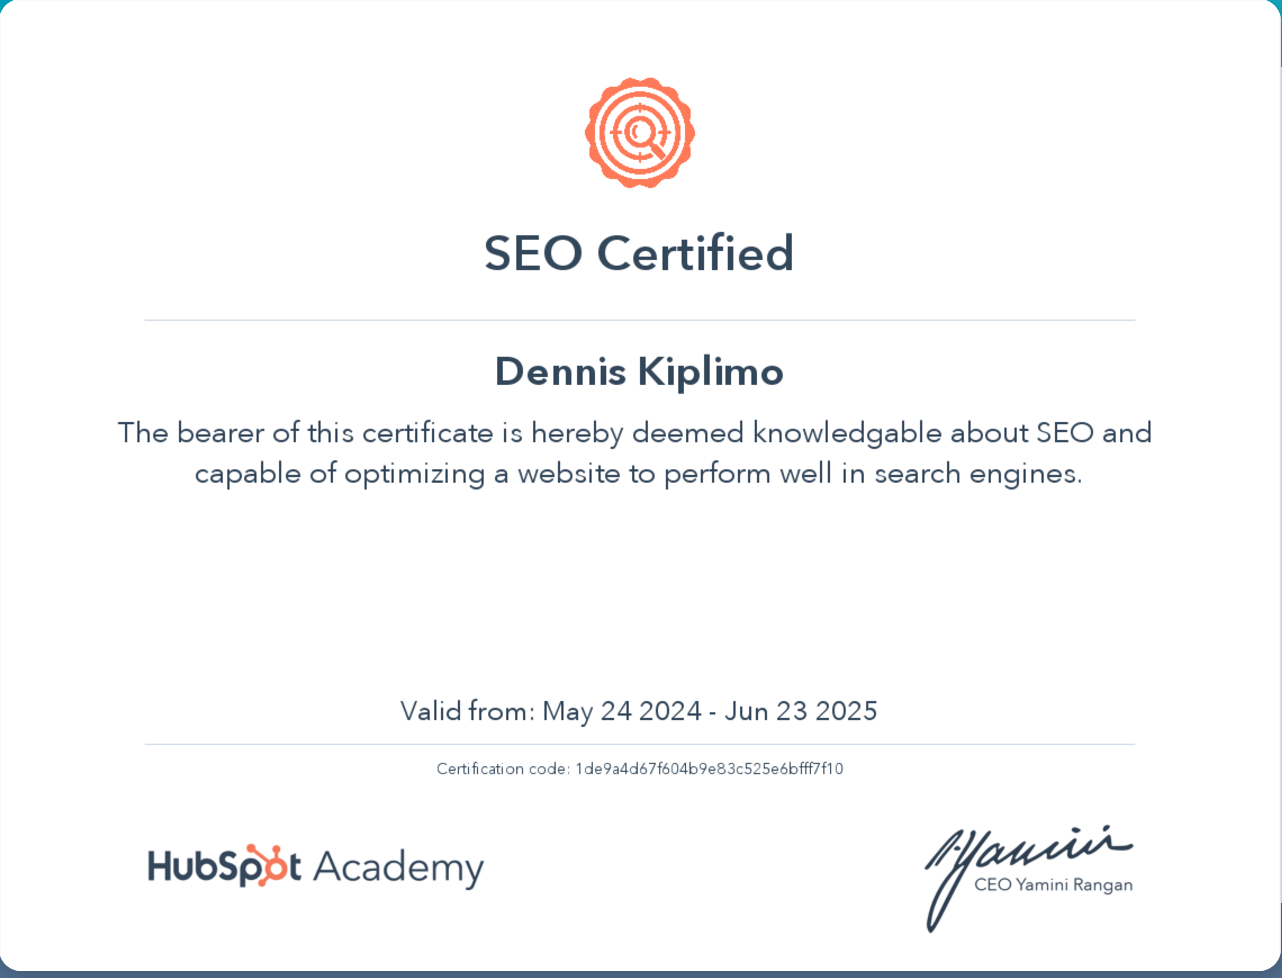 SEO Certified
Dennis Kiplimo
The bearer of this certificate is hereby deemed knowledgable about SEO and
capable of optimizing a website to perform well in search engines.
Valid from: May 24 2024 - Jun 23 2025
Certification code: 1de9a4d67f604b9e83c525e6bfff7f10
HubSpot Academy
Yamini
CEO Yamini Rangan